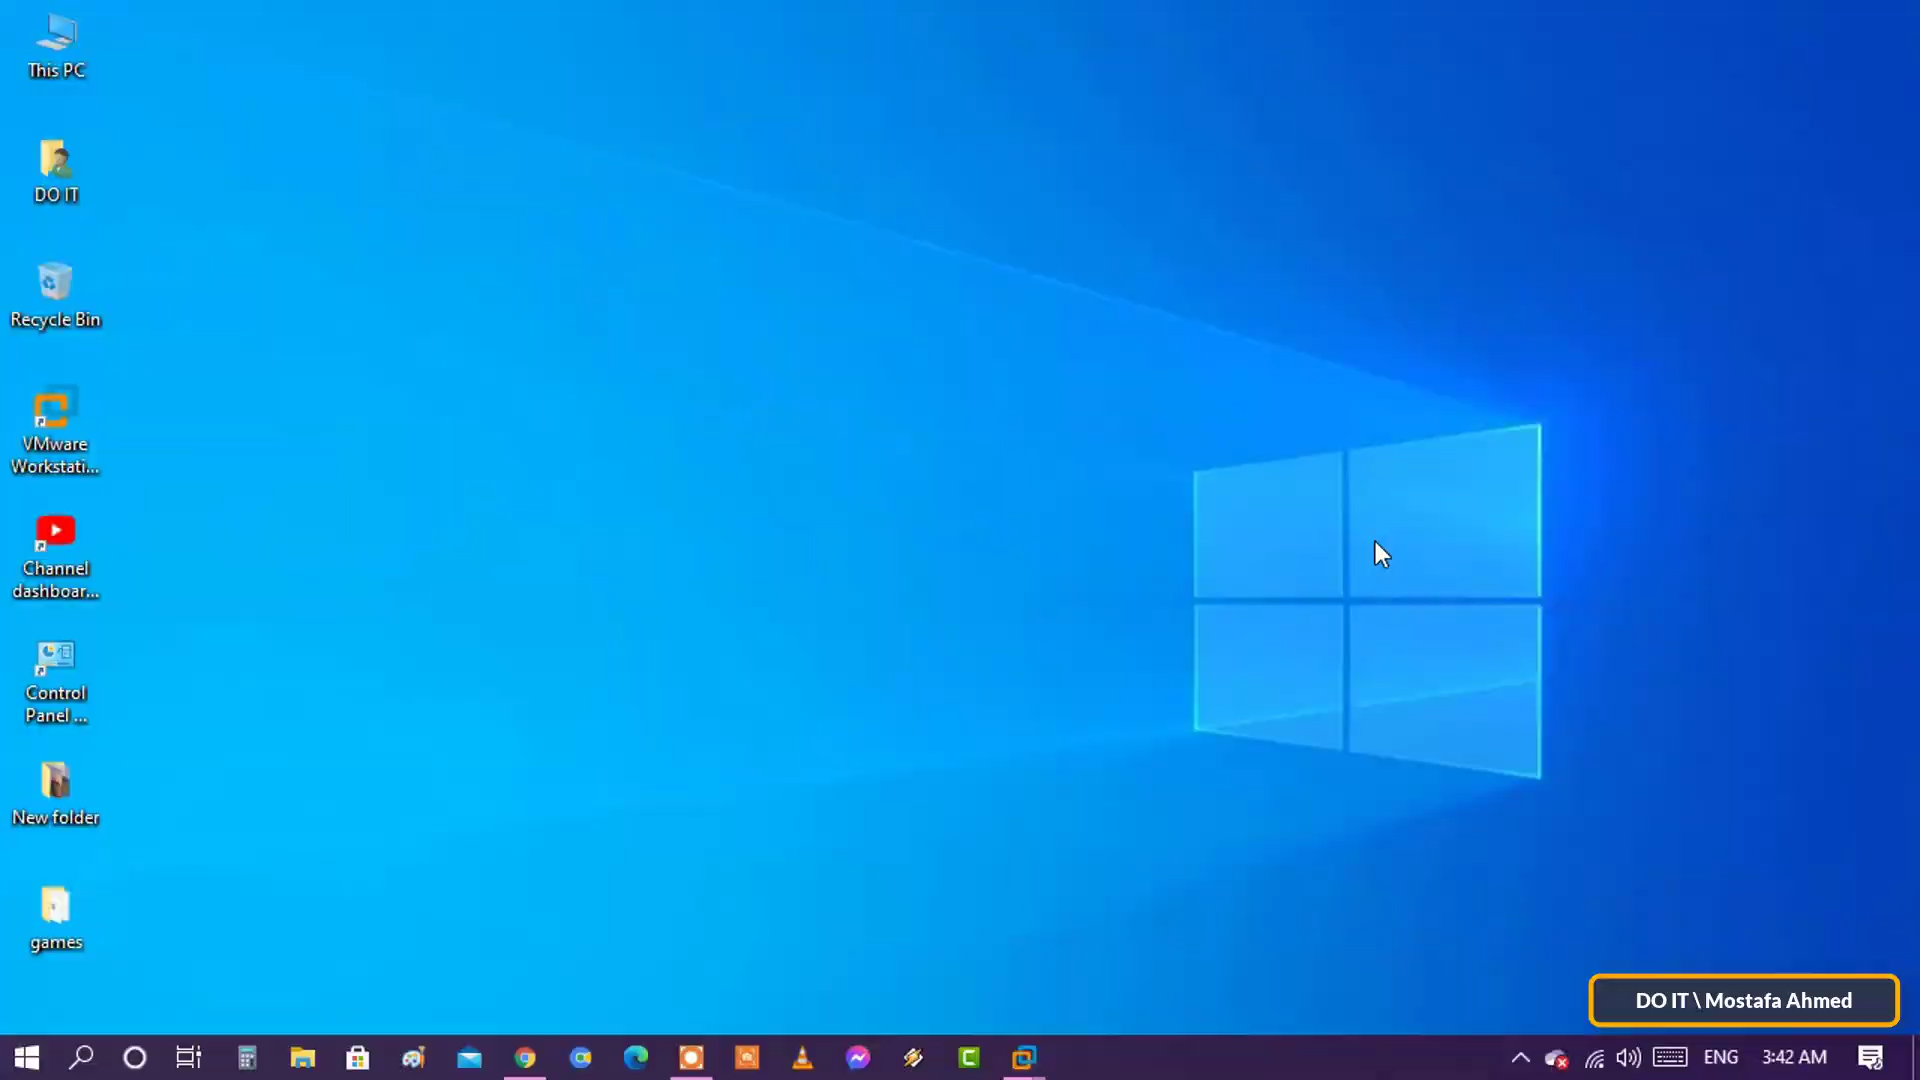 This PC
DO IT
Recycle Bin
VMware
Workstati...
Channel
dashboar...
Control
Panel ...
New folder
games
DO IT \ Mostafa Ahmed
ENG
3:42 AM